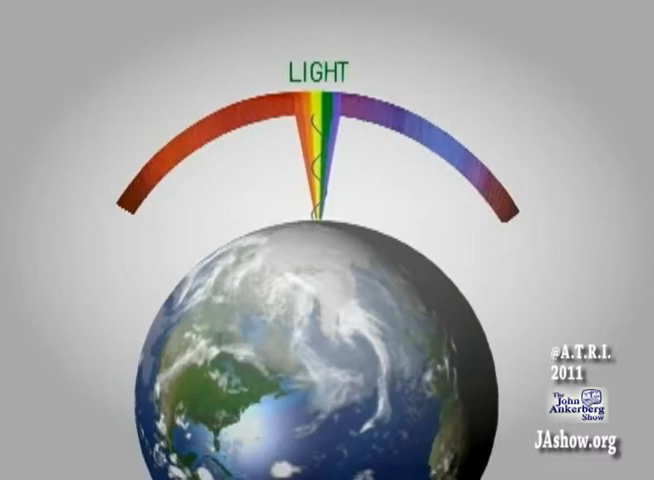 LIGHT
@A.T.R.I.
2011
The
John
Ankerberg
Show
JAshow.org